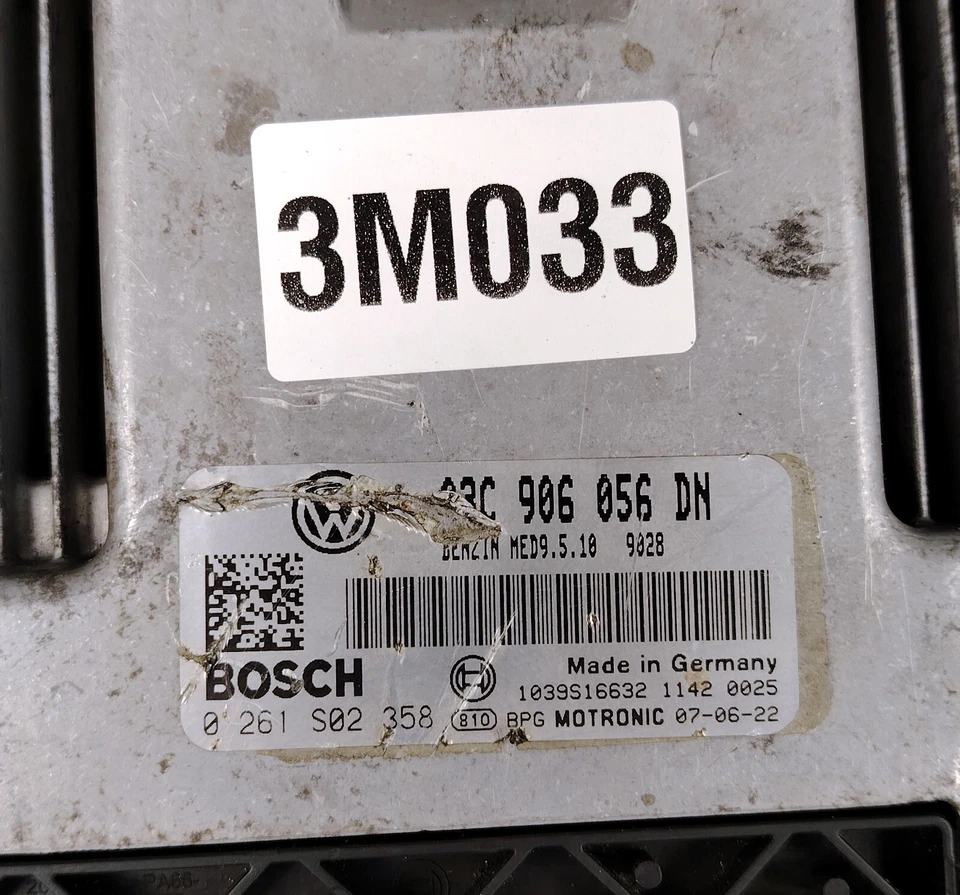 3M033
03C 906 056 DN
BENZIN MED9.5.10 9028
BOSCH
Made in Germany
1039S16632 1142 0025
0 261 S02 358 810 BPG MOTRONIC 07-06-22